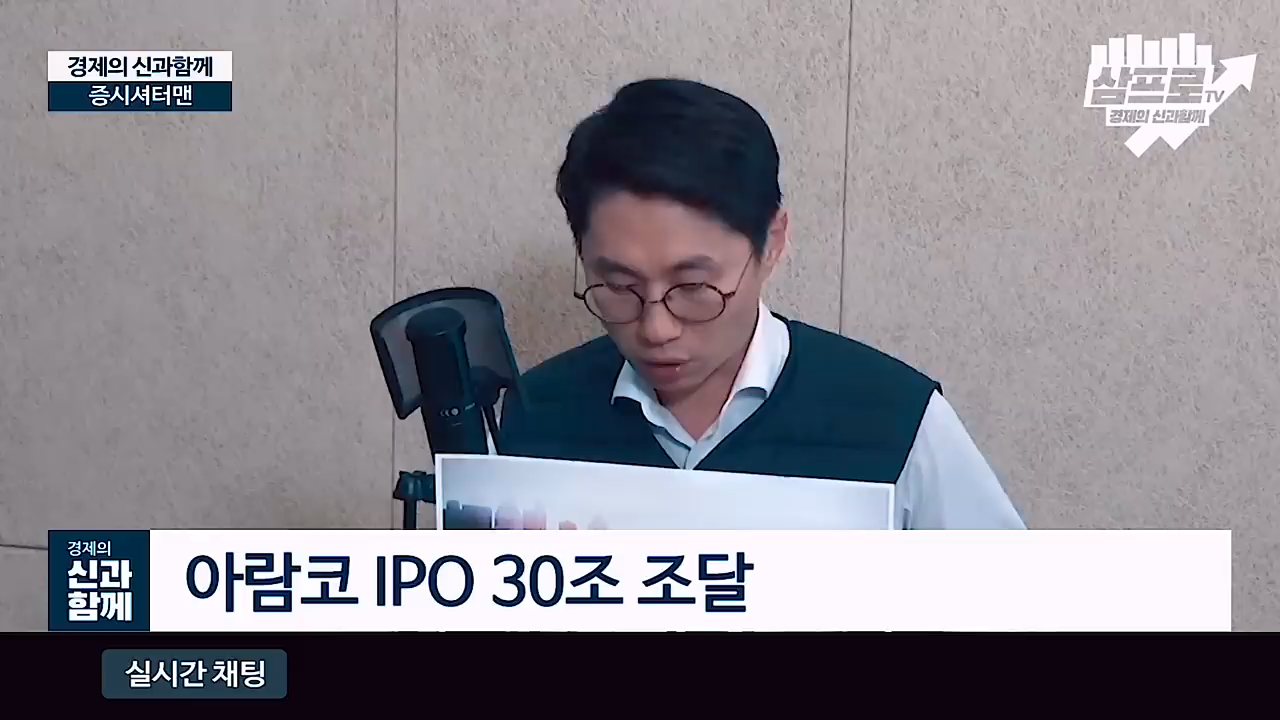 경제의 신과함께
증시셔터맨
삼프로TV
경제의 신과함께
경제의
신과
함께
아람코 IPO 30조 조달
실시간 채팅